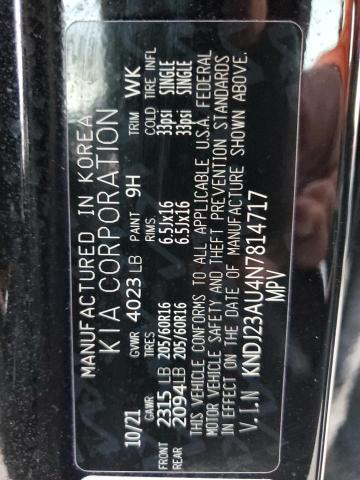 MANUFACTURED IN KOREA
KIA CORPORATION
10/21 GVWR 4023 LB PAINT 9H TRIM WK
GAWR TIRES RIMS COLD TIRE INFL
FRONT 2315 LB 205/60R16 6.5Jx16 33psi SINGLE
REAR 2094 LB 205/60R16 6.5Jx16 33psi SINGLE
THIS VEHICLE CONFORMS TO ALL APPLICABLE U.S.A. FEDERAL
MOTOR VEHICLE SAFETY AND THEFT PREVENTION STANDARDS
IN EFFECT ON THE DATE OF MANUFACTURE SHOWN ABOVE.
V.I.N KNDJ23AU4N7814717
MPV